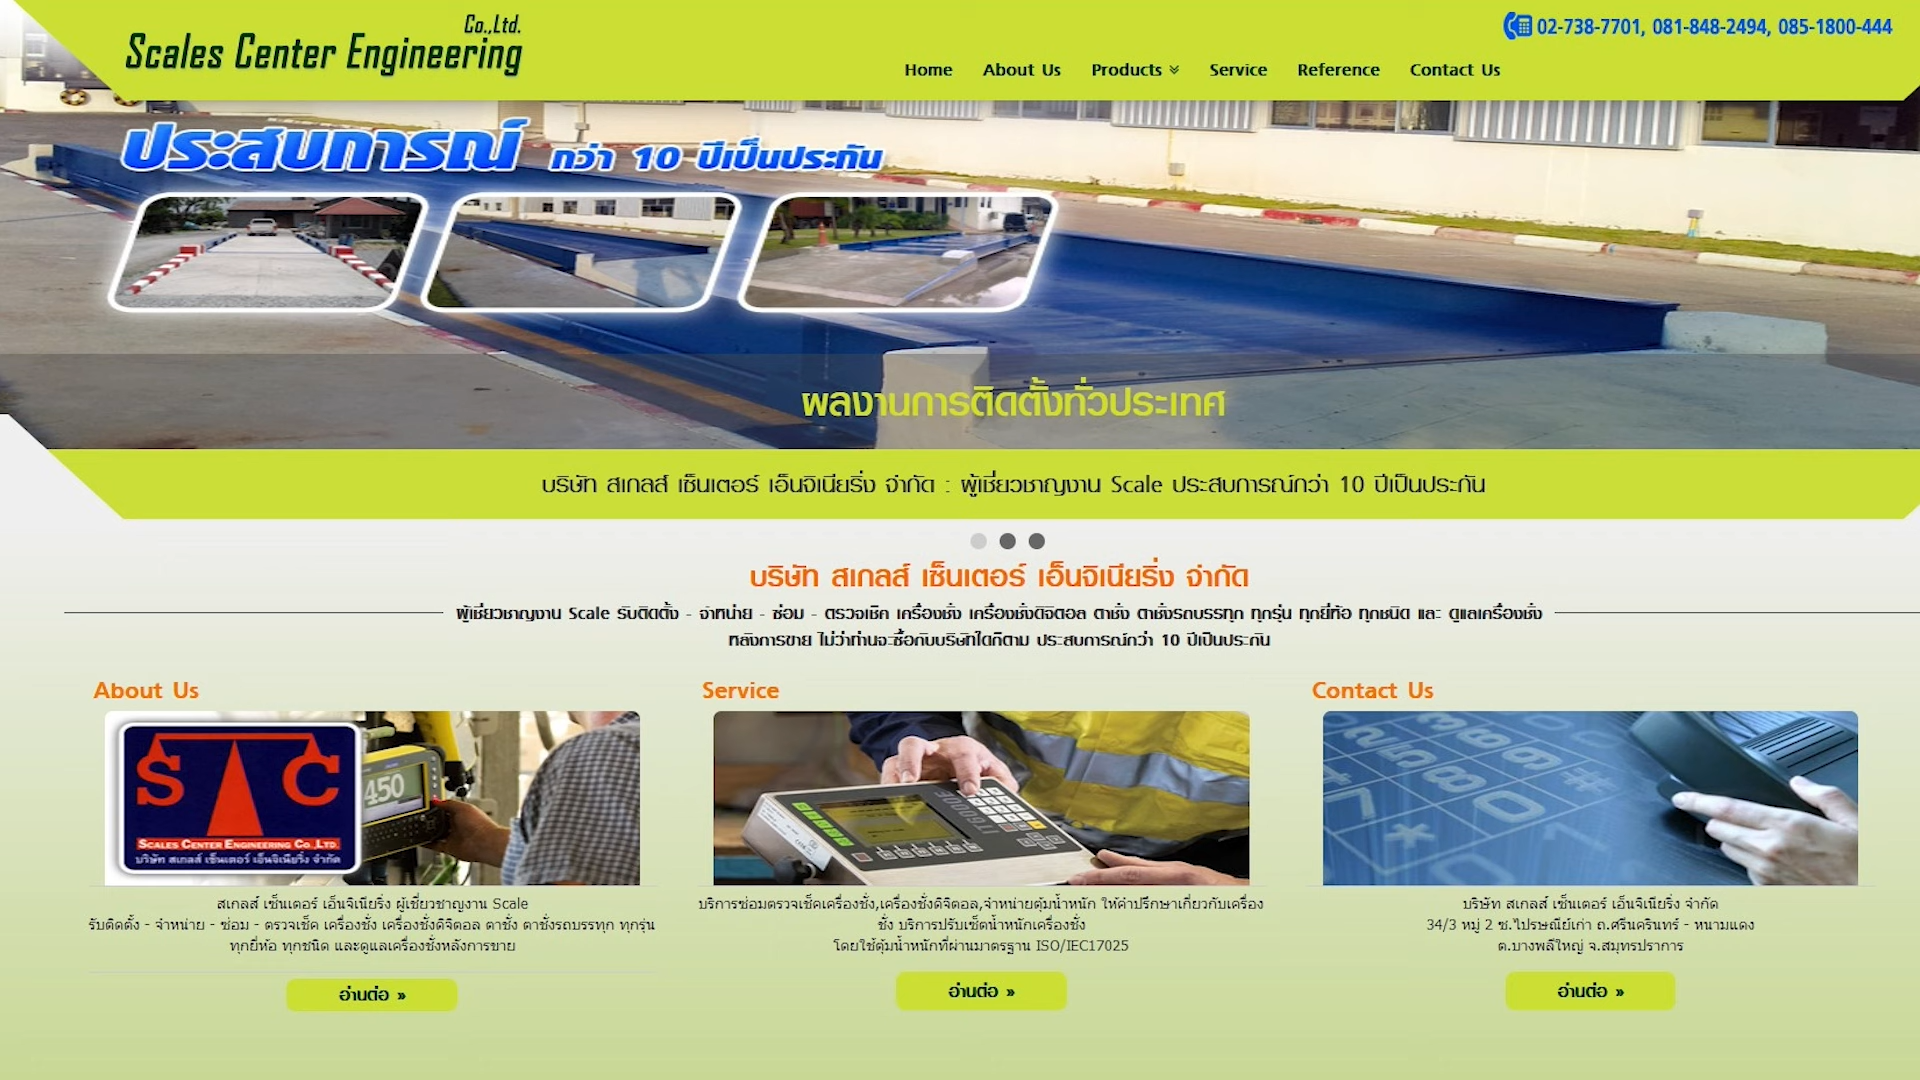 Co.,Ltd.
Scales Center Engineering
02-738-7701, 081-848-2494, 085-1800-444
Home About Us Products Service Reference Contact Us
ประสบการณ์ กว่า 10 ปีเป็นประกัน
ผลงานการติดตั้งทั่วประเทศ
บริษัท สเกลส์ เซ็นเตอร์ เอ็นจิเนียริ่ง จำกัด : ผู้เชี่ยวชาญงาน Scale ประสบการณ์กว่า 10 ปีเป็นประกัน
บริษัท สเกลส์ เซ็นเตอร์ เอ็นจิเนียริ่ง จำกัด
ผู้เชี่ยวชาญงาน Scale รับติดตั้ง - จำหน่าย - ซ่อม - ตรวจเช็ค เครื่องชั่ง เครื่องชั่งดิจิตอล ตาชั่ง ตาชั่งรถบรรทุก ทุกรุ่น ทุกยี่ห้อ ทุกชนิด และ ดูแลเครื่องชั่ง
หลังการขาย ไม่ว่าท่านจะซื้อกับบริษัทใดก็ตาม ประสบการณ์กว่า 10 ปีเป็นประกัน
About Us
S C
SCALES CENTER ENGINEERING CO.,LTD.
บริษัท สเกลส์ เซ็นเตอร์ เอ็นจิเนียริ่ง จำกัด
450
สเกลส์ เซ็นเตอร์ เอ็นจิเนียริ่ง ผู้เชี่ยวชาญงาน Scale
รับติดตั้ง - จำหน่าย - ซ่อม - ตรวจเช็ค เครื่องชั่ง เครื่องชั่งดิจิตอล ตาชั่ง ตาชั่งรถบรรทุก ทุกรุ่น
ทุกยี่ห้อ ทุกชนิด และดูแลเครื่องชั่งหลังการขาย
อ่านต่อ »
Service
บริการซ่อมตรวจเช็คเครื่องชั่ง,เครื่องชั่งดิจิตอล,จำหน่ายตุ้มน้ำหนัก ให้คำปรึกษาเกี่ยวกับเครื่อง
ชั่ง บริการปรับเซ็ตน้ำหนักเครื่องชั่ง
โดยใช้ตุ้มน้ำหนักที่ผ่านมาตรฐาน ISO/IEC17025
อ่านต่อ »
Contact Us
บริษัท สเกลส์ เซ็นเตอร์ เอ็นจิเนียริ่ง จำกัด
34/3 หมู่ 2 ซ.ไปรษณีย์เก่า ถ.ศรีนครินทร์ - หนามแดง
ต.บางพลีใหญ่ จ.สมุทรปราการ
อ่านต่อ »